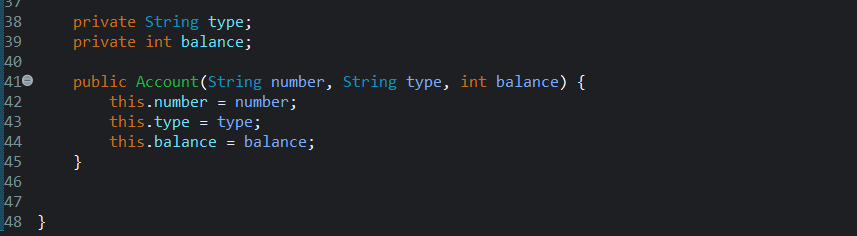 37
38 private String type;
39 private int balance;
40
41 public Account(String number, String type, int balance) {
42 this.number = number;
43 this.type = type;
44 this.balance = balance;
45 }
46
47
48 }